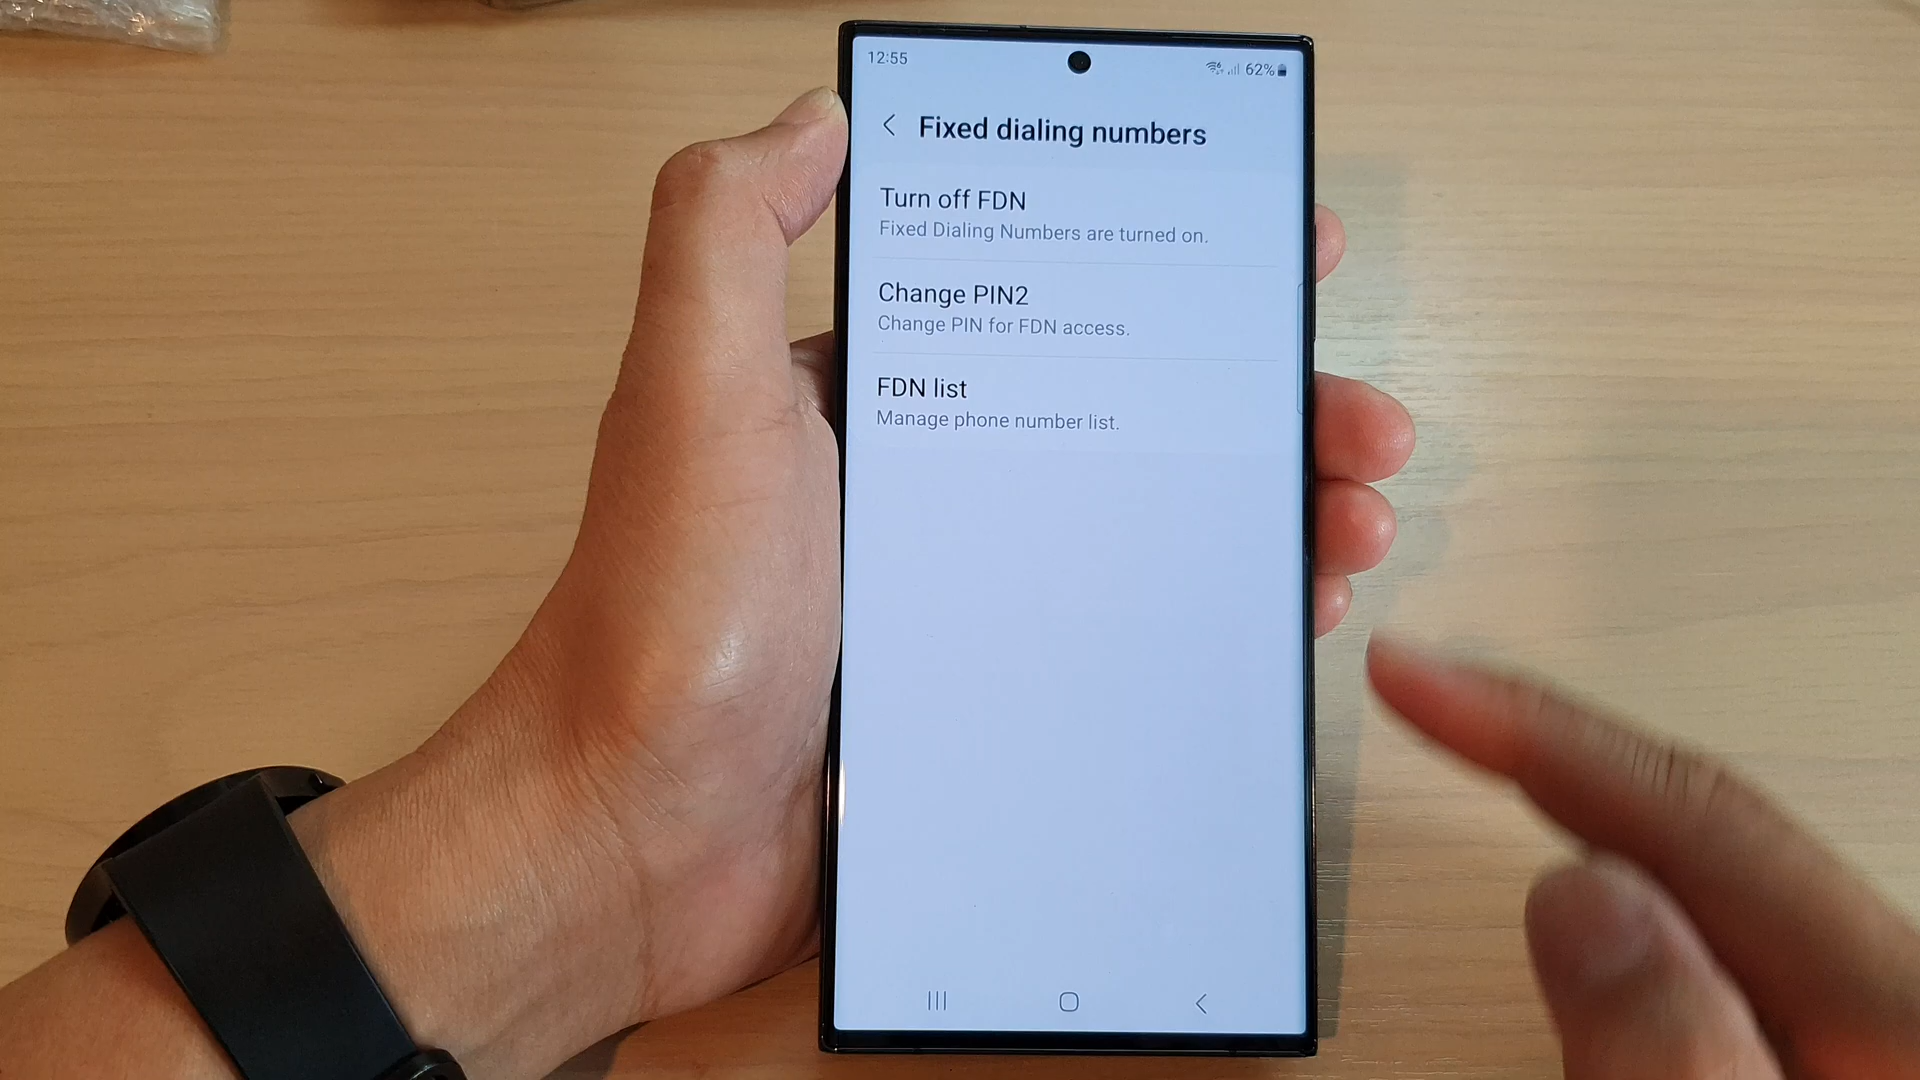 12:55
62%
Fixed dialing numbers
Turn off FDN
Fixed Dialing Numbers are turned on.
Change PIN2
Change PIN for FDN access.
FDN list
Manage phone number list.